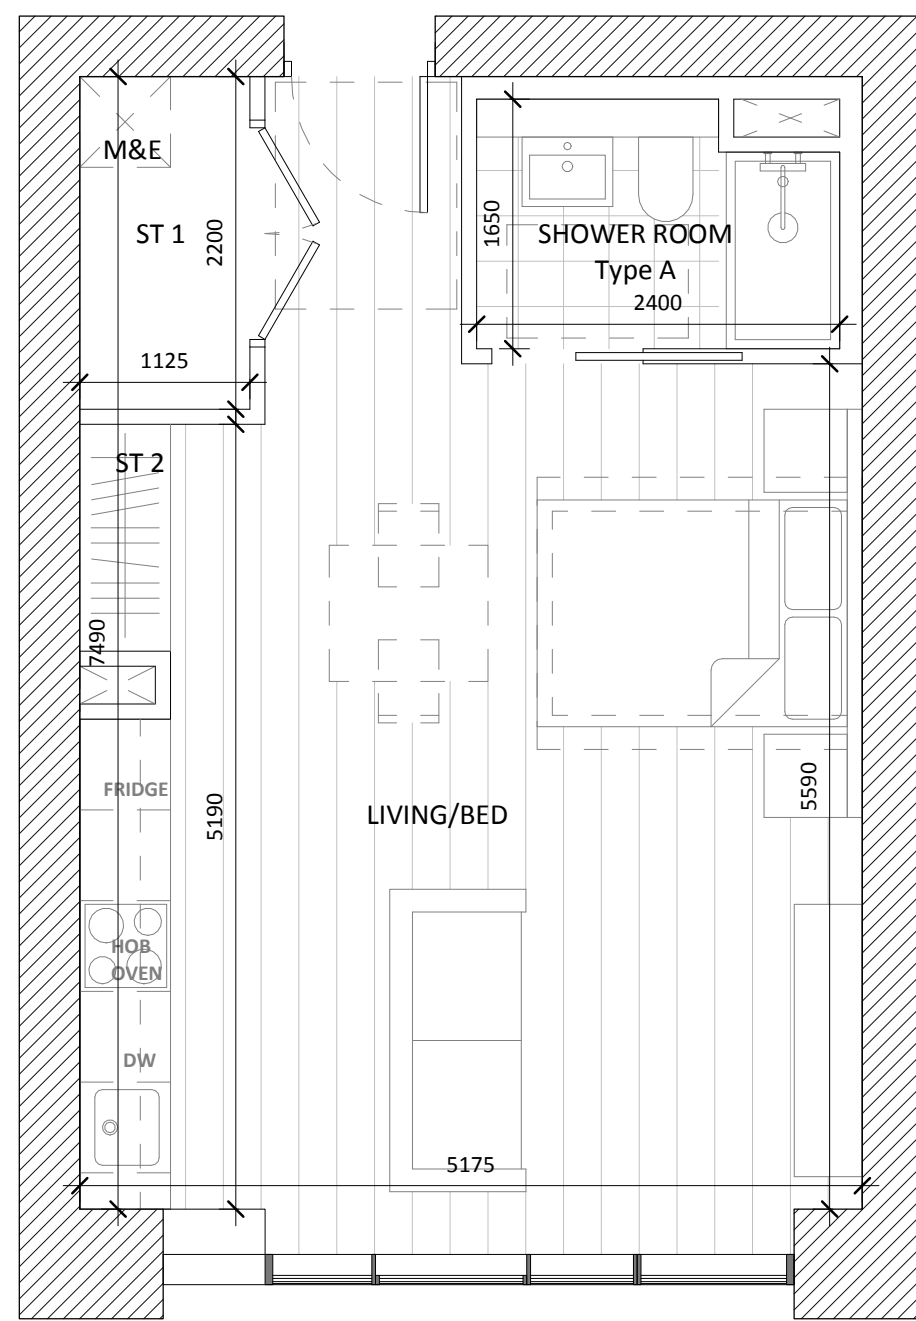 M&E
ST 1
2200
1125
1650
SHOWER ROOM
Type A
2400
ST 2
7490
FRIDGE
5190
LIVING/BED
5590
HOB
OVEN
DW
5175